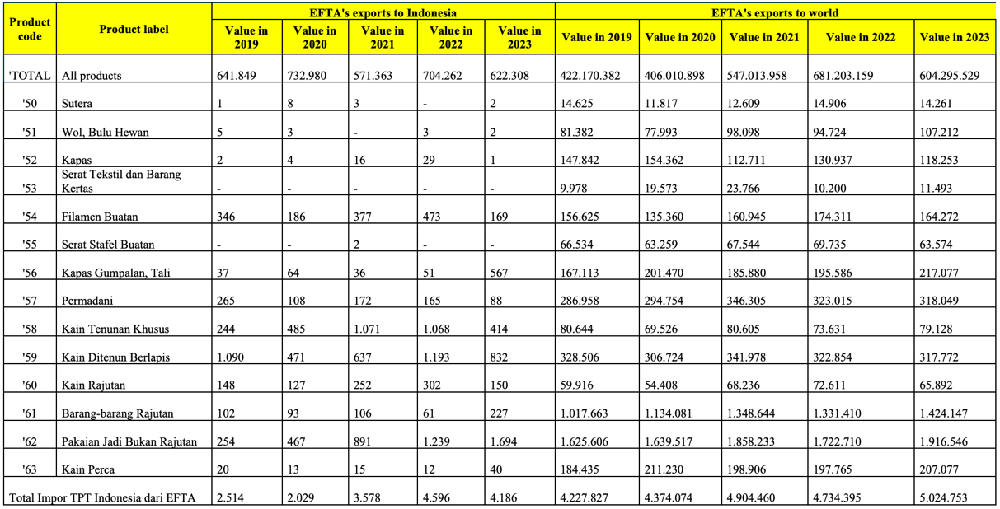 Product code | Product label | EFTA's exports to Indonesia | EFTA's exports to world
Value in 2019 | Value in 2020 | Value in 2021 | Value in 2022 | Value in 2023 | Value in 2019 | Value in 2020 | Value in 2021 | Value in 2022 | Value in 2023
'TOTAL | All products | 641.849 | 732.980 | 571.363 | 704.262 | 622.308 | 422.170.382 | 406.010.898 | 547.013.958 | 681.203.159 | 604.295.529
'50 | Sutera | 1 | 8 | 3 | - | 2 | 14.625 | 11.817 | 12.609 | 14.906 | 14.261
'51 | Wol, Bulu Hewan | 5 | 3 | - | 3 | 2 | 81.382 | 77.993 | 98.098 | 94.724 | 107.212
'52 | Kapas | 2 | 4 | 16 | 29 | 1 | 147.842 | 154.362 | 112.711 | 130.937 | 118.253
'53 | Serat Tekstil dan Barang Kertas | - | - | - | - | - | 9.978 | 19.573 | 23.766 | 10.200 | 11.493
'54 | Filamen Buatan | 346 | 186 | 377 | 473 | 169 | 156.625 | 135.360 | 160.945 | 174.311 | 164.272
'55 | Serat Stafel Buatan | - | - | 2 | - | - | 66.534 | 63.259 | 67.544 | 69.735 | 63.574
'56 | Kapas Gumpalan, Tali | 37 | 64 | 36 | 51 | 567 | 167.113 | 201.470 | 185.880 | 195.586 | 217.077
'57 | Permadani | 265 | 108 | 172 | 165 | 88 | 286.958 | 294.754 | 346.305 | 323.015 | 318.049
'58 | Kain Tenunan Khusus | 244 | 485 | 1.071 | 1.068 | 414 | 80.644 | 69.526 | 80.605 | 73.631 | 79.128
'59 | Kain Ditenun Berlapis | 1.090 | 471 | 637 | 1.193 | 832 | 328.506 | 306.724 | 341.978 | 322.854 | 317.772
'60 | Kain Rajutan | 148 | 127 | 252 | 302 | 150 | 59.916 | 54.408 | 68.236 | 72.611 | 65.892
'61 | Barang-barang Rajutan | 102 | 93 | 106 | 61 | 227 | 1.017.663 | 1.134.081 | 1.348.644 | 1.331.410 | 1.424.147
'62 | Pakaian Jadi Bukan Rajutan | 254 | 467 | 891 | 1.239 | 1.694 | 1.625.606 | 1.639.517 | 1.858.233 | 1.722.710 | 1.916.546
'63 | Kain Perca | 20 | 13 | 15 | 12 | 40 | 184.435 | 211.230 | 198.906 | 197.765 | 207.077
Total Impor TPT Indonesia dari EFTA | 2.514 | 2.029 | 3.578 | 4.596 | 4.186 | 4.227.827 | 4.374.074 | 4.904.460 | 4.734.395 | 5.024.753